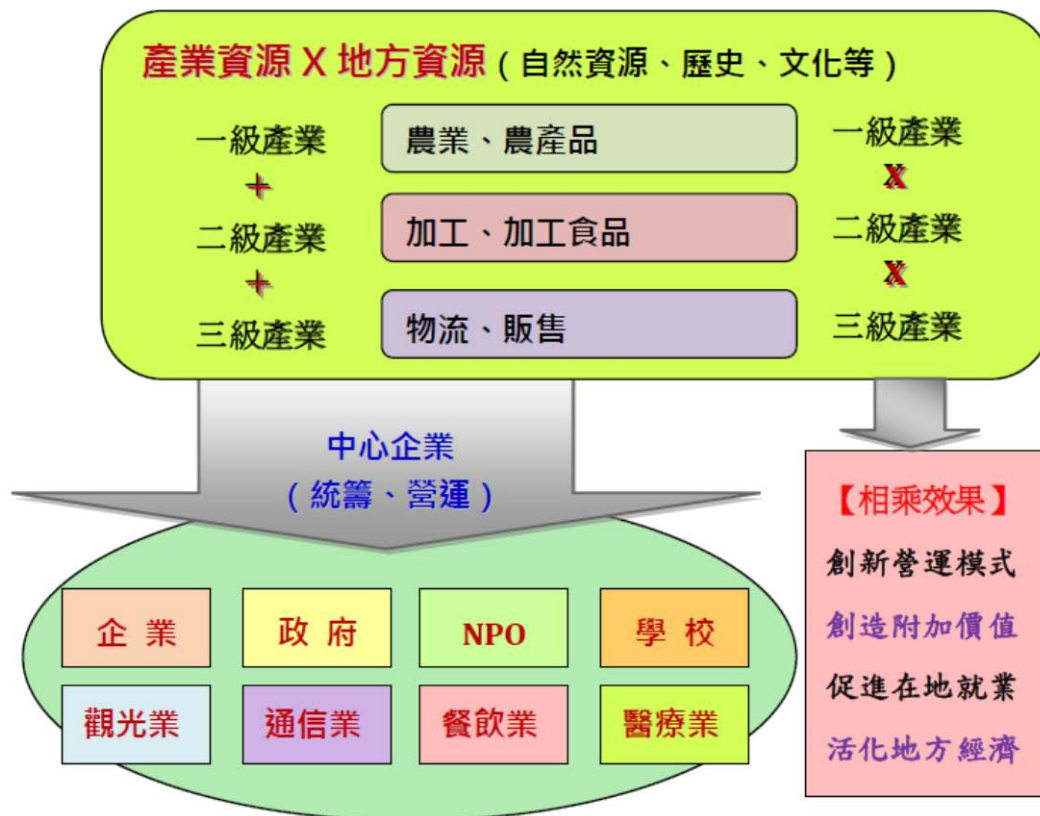 產業資源 X 地方資源（自然資源、歷史、文化等）
一級產業
+
二級產業
+
三級產業
農業、農產品
加工、加工食品
物流、販售
一級產業
X
二級產業
X
三級產業
中心企業
（統籌、營運）
企 業
政 府
NPO
學 校
觀光業
通信業
餐飲業
醫療業
【相乘效果】
創新營運模式
創造附加價值
促進在地就業
活化地方經濟